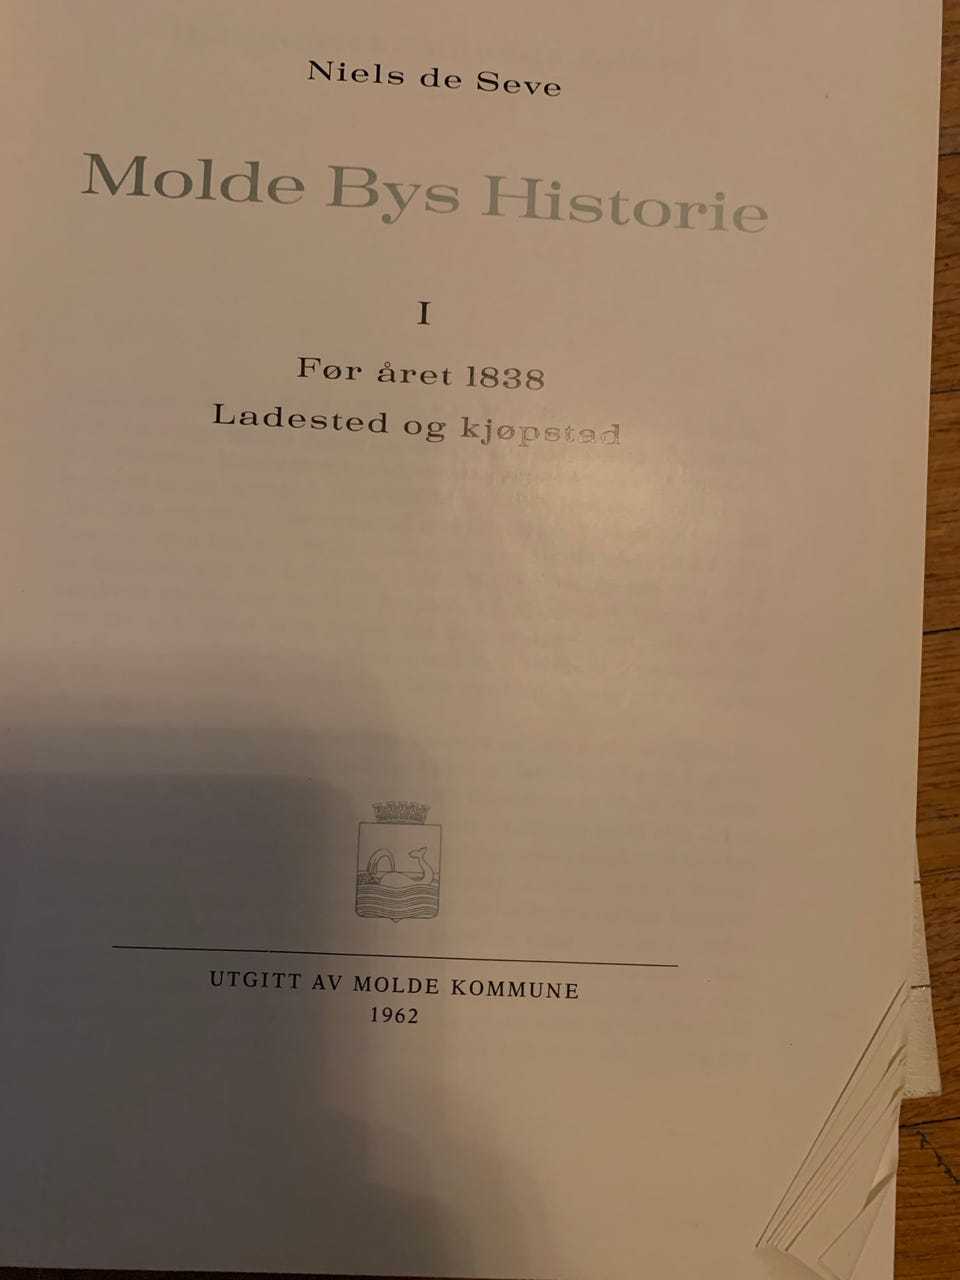 Niels de Seve
Molde Bys Historie
I
Før året 1838
Ladested og kjøpstad
UTGITT AV MOLDE KOMMUNE
1962